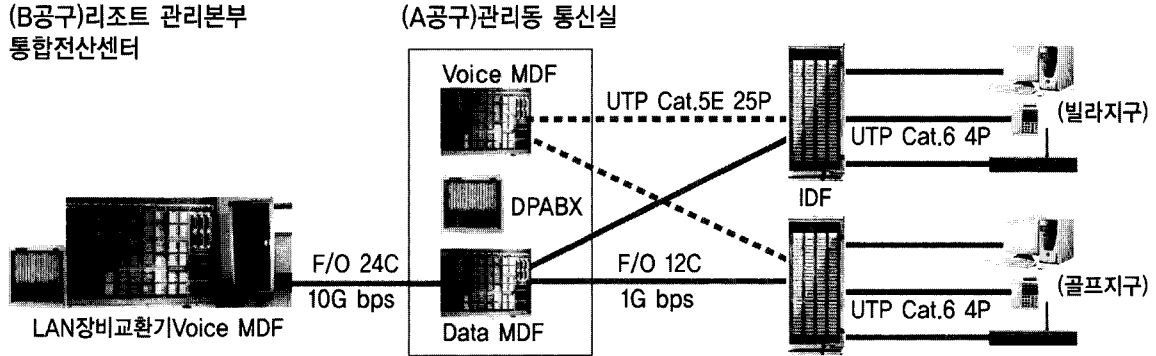 (B공구)리조트 관리본부
통합전산센터
(A공구)관리동 통신실
Voice MDF
UTP Cat.5E 25P
(빌라지구)
UTP Cat.6 4P
IDF
DPABX
F/O 24C
10G bps
F/O 12C
1G bps
(골프지구)
UTP Cat.6 4P
LAN장비교환기Voice MDF
Data MDF